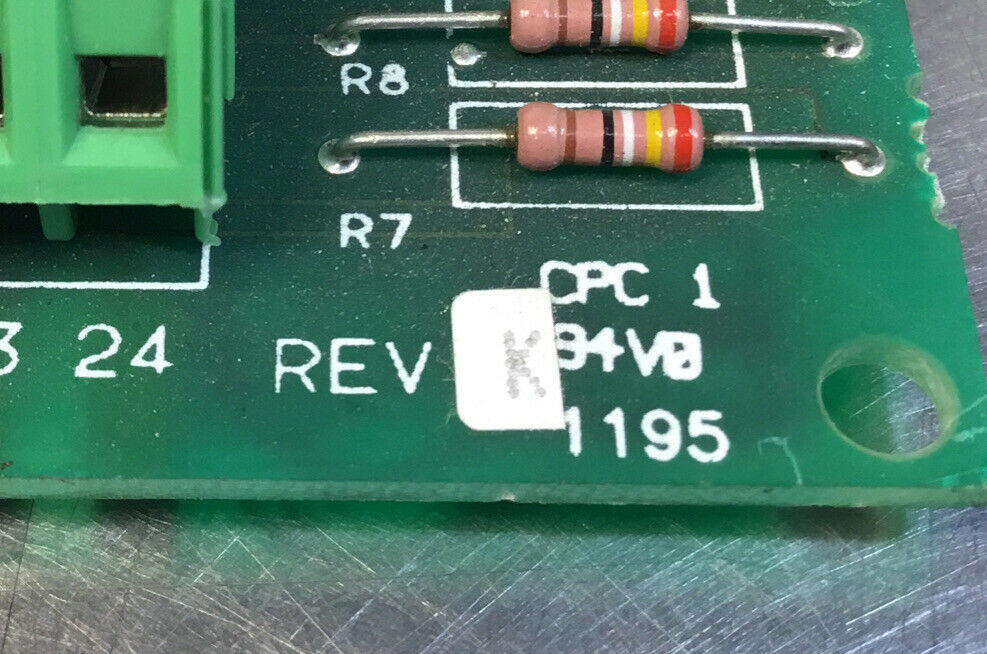 R8
R7
3 24
REV K
CPC 1
94V0
1195